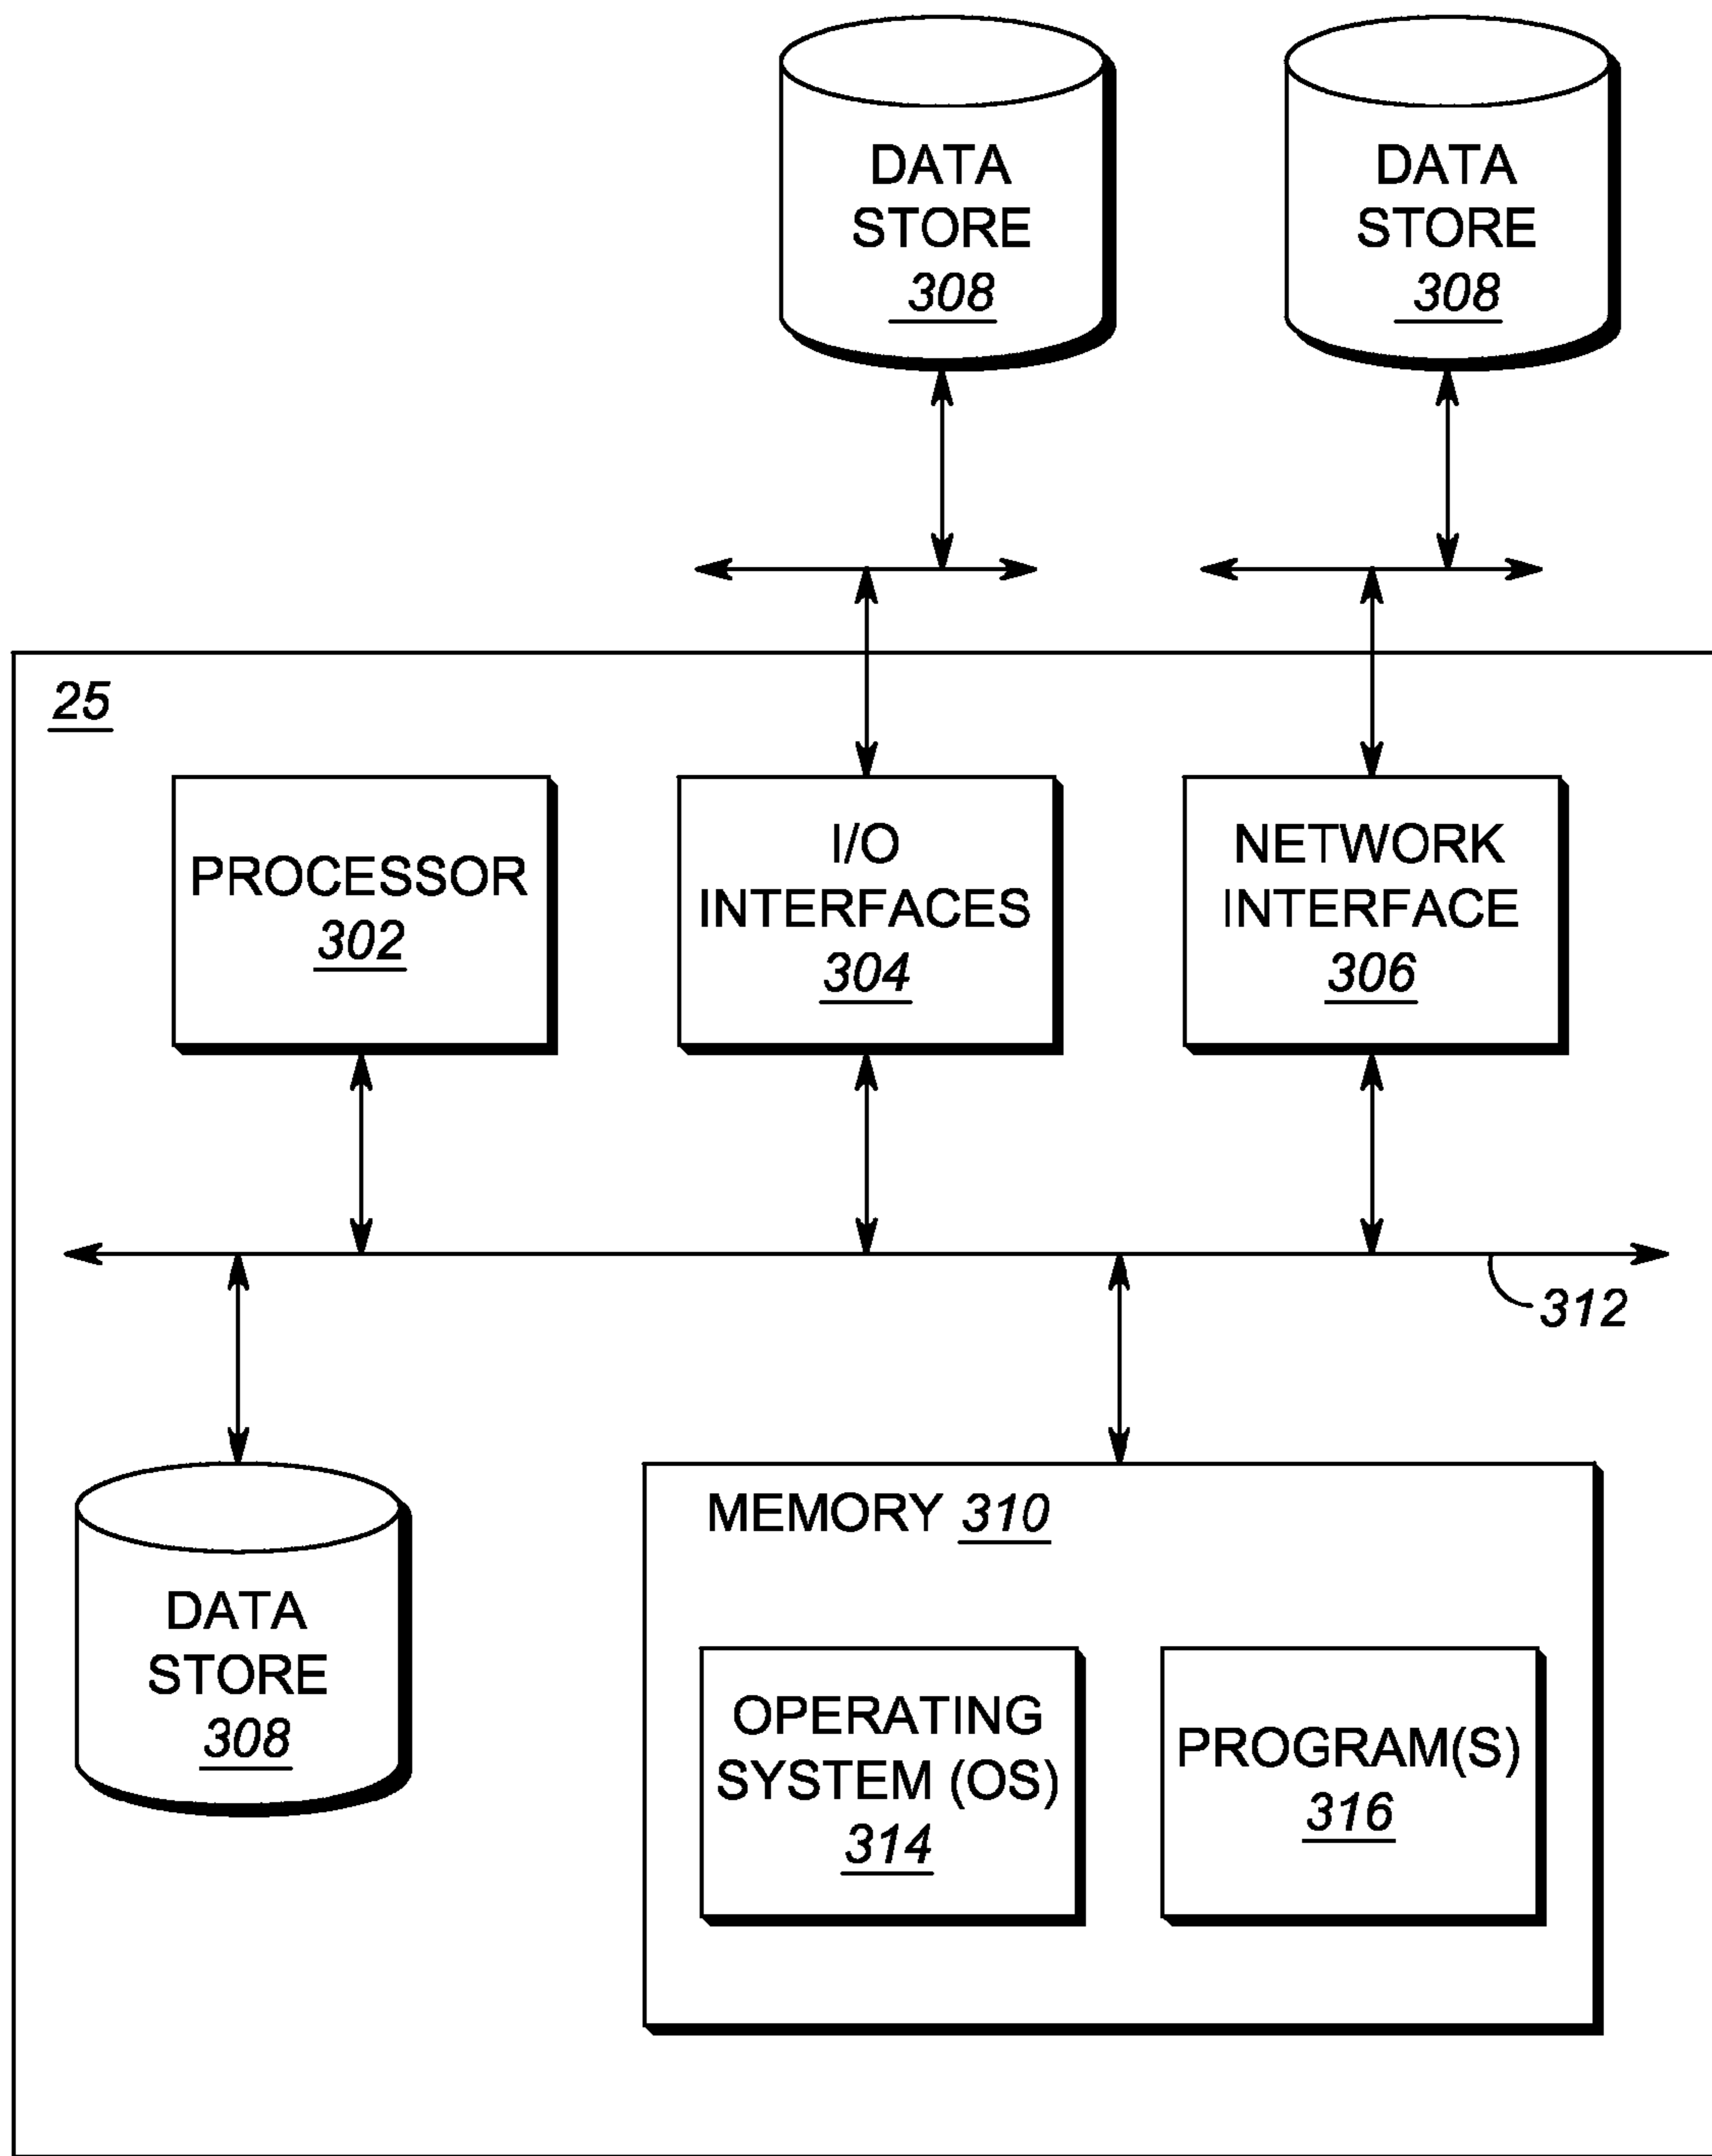 DATA
STORE
308
DATA
STORE
308
25
PROCESSOR
302
I/O
INTERFACES
304
NETWORK
INTERFACE
306
312
DATA
STORE
308
MEMORY 310
OPERATING
SYSTEM (OS)
314
PROGRAM(S)
316